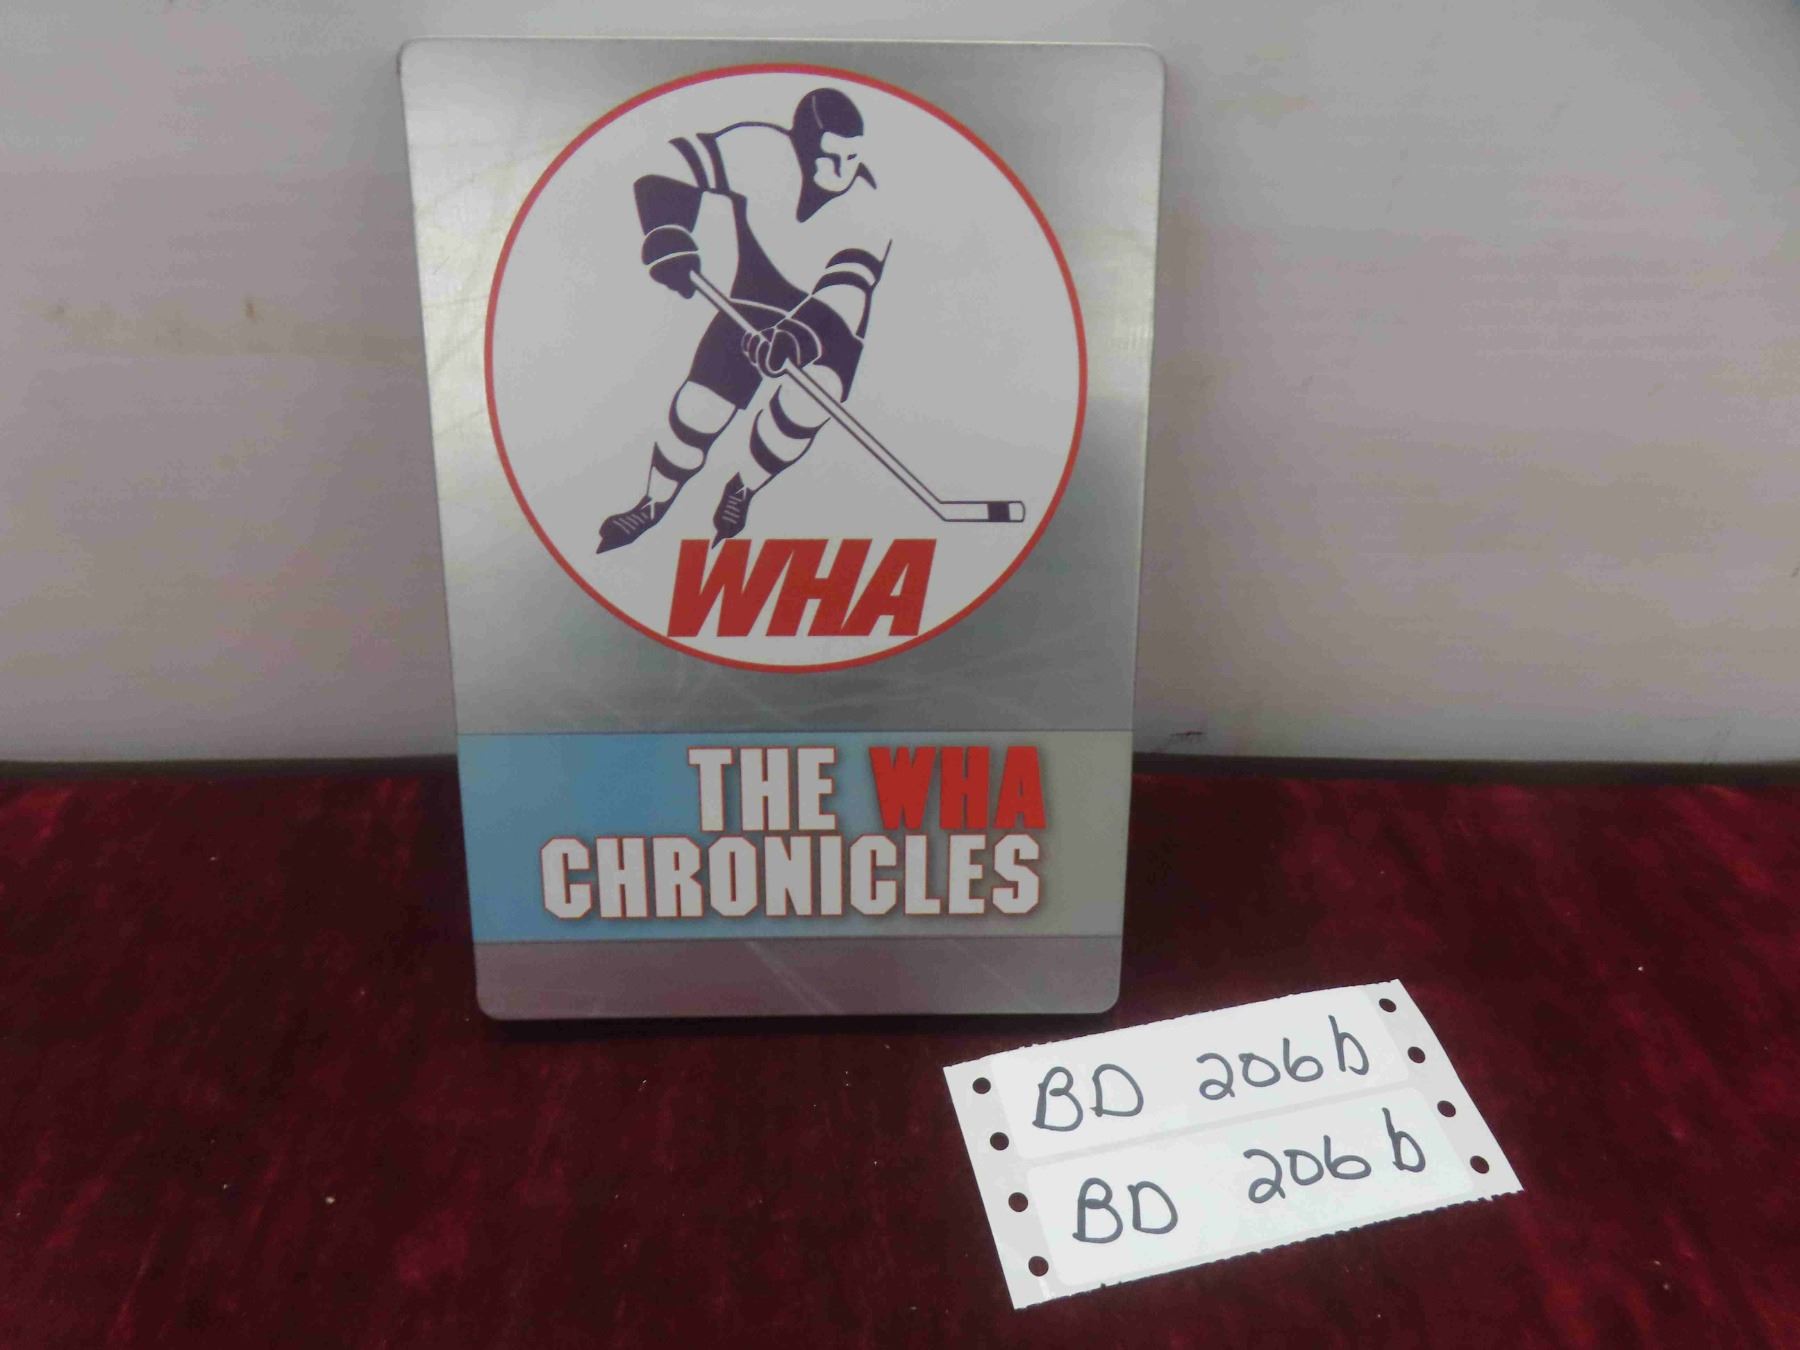 WHA
THE WHA
CHRONICLES
BD 206b
BD 206b